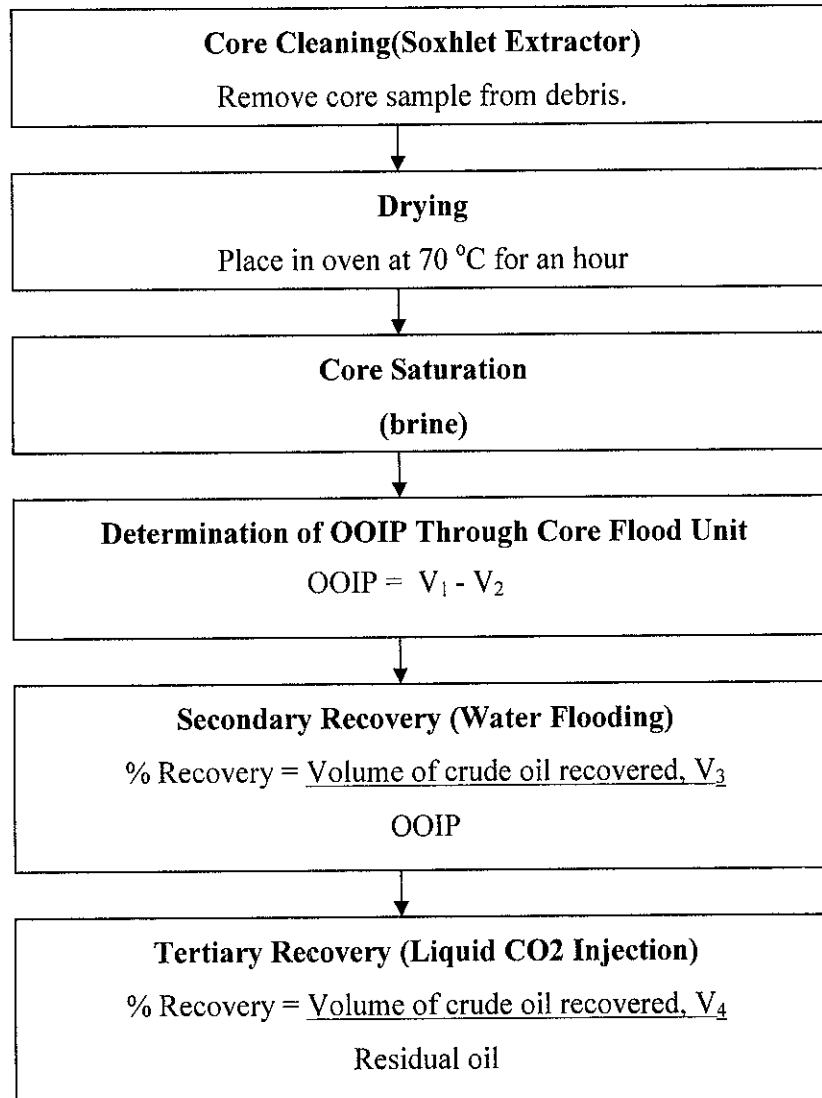 Core Cleaning(Soxhlet Extractor)
Remove core sample from debris.
Drying
Place in oven at 70 °C for an hour
Core Saturation
(brine)
Determination of OOIP Through Core Flood Unit
OOIP = V₁ - V₂
Secondary Recovery (Water Flooding)
% Recovery = Volume of crude oil recovered, V₃
OOIP
Tertiary Recovery (Liquid CO2 Injection)
% Recovery = Volume of crude oil recovered, V₄
Residual oil